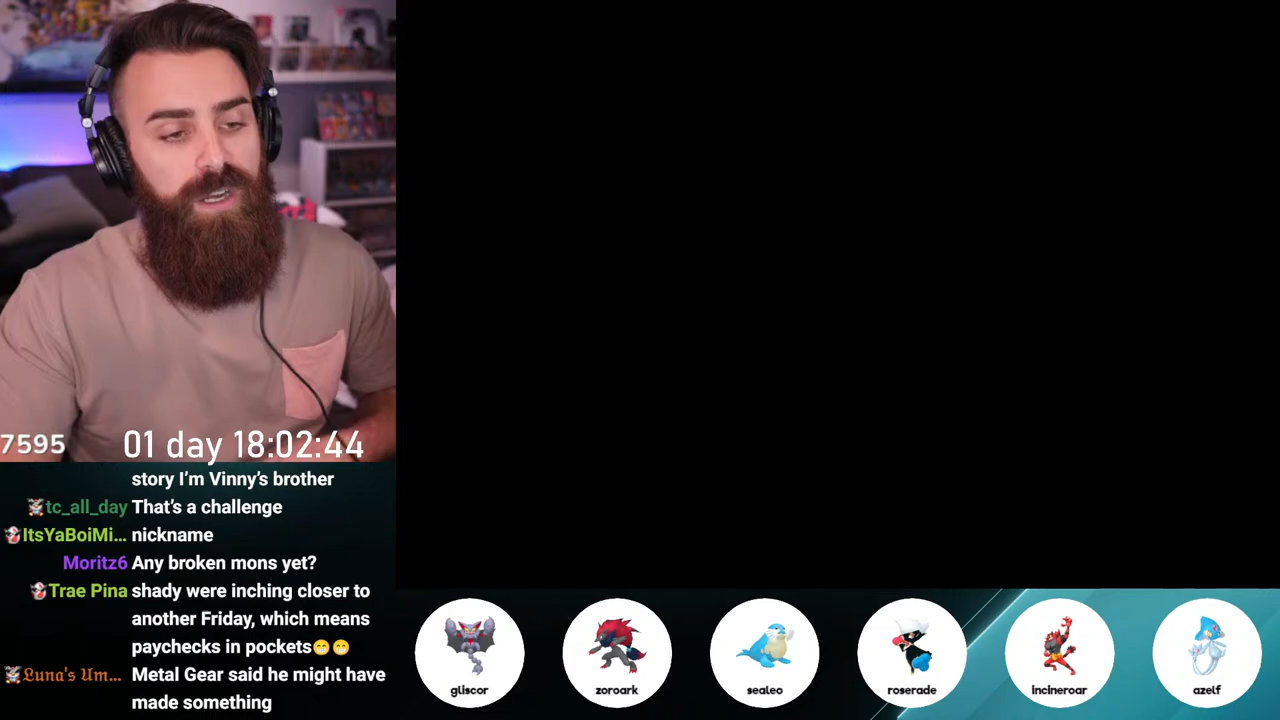 7595
01 day 18:02:44
story I’m Vinny’s brother
tc_all_day That’s a challenge
ItsYaBoiMi... nickname
Moritz6 Any broken mons yet?
Trae Pina shady were inching closer to
another Friday, which means
paychecks in pockets😁😁
𝕷𝖚𝖓𝖆'𝖘 𝖀𝖒... Metal Gear said he might have
made something
gliscor
zoroark
sealeo
roserade
incineroar
azelf